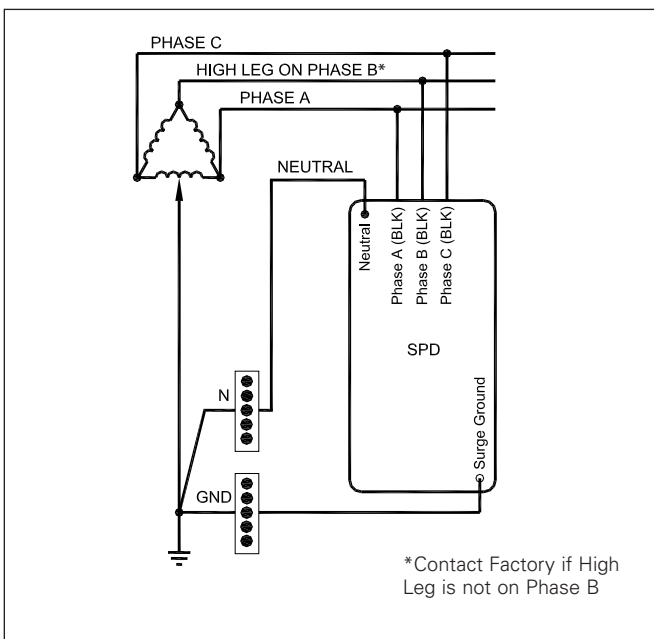 PHASE C
HIGH LEG ON PHASE B*
PHASE A
NEUTRAL
Neutral
Phase A (BLK)
Phase B (BLK)
Phase C (BLK)
SPD
N
Surge Ground
GND
*Contact Factory if High
Leg is not on Phase B